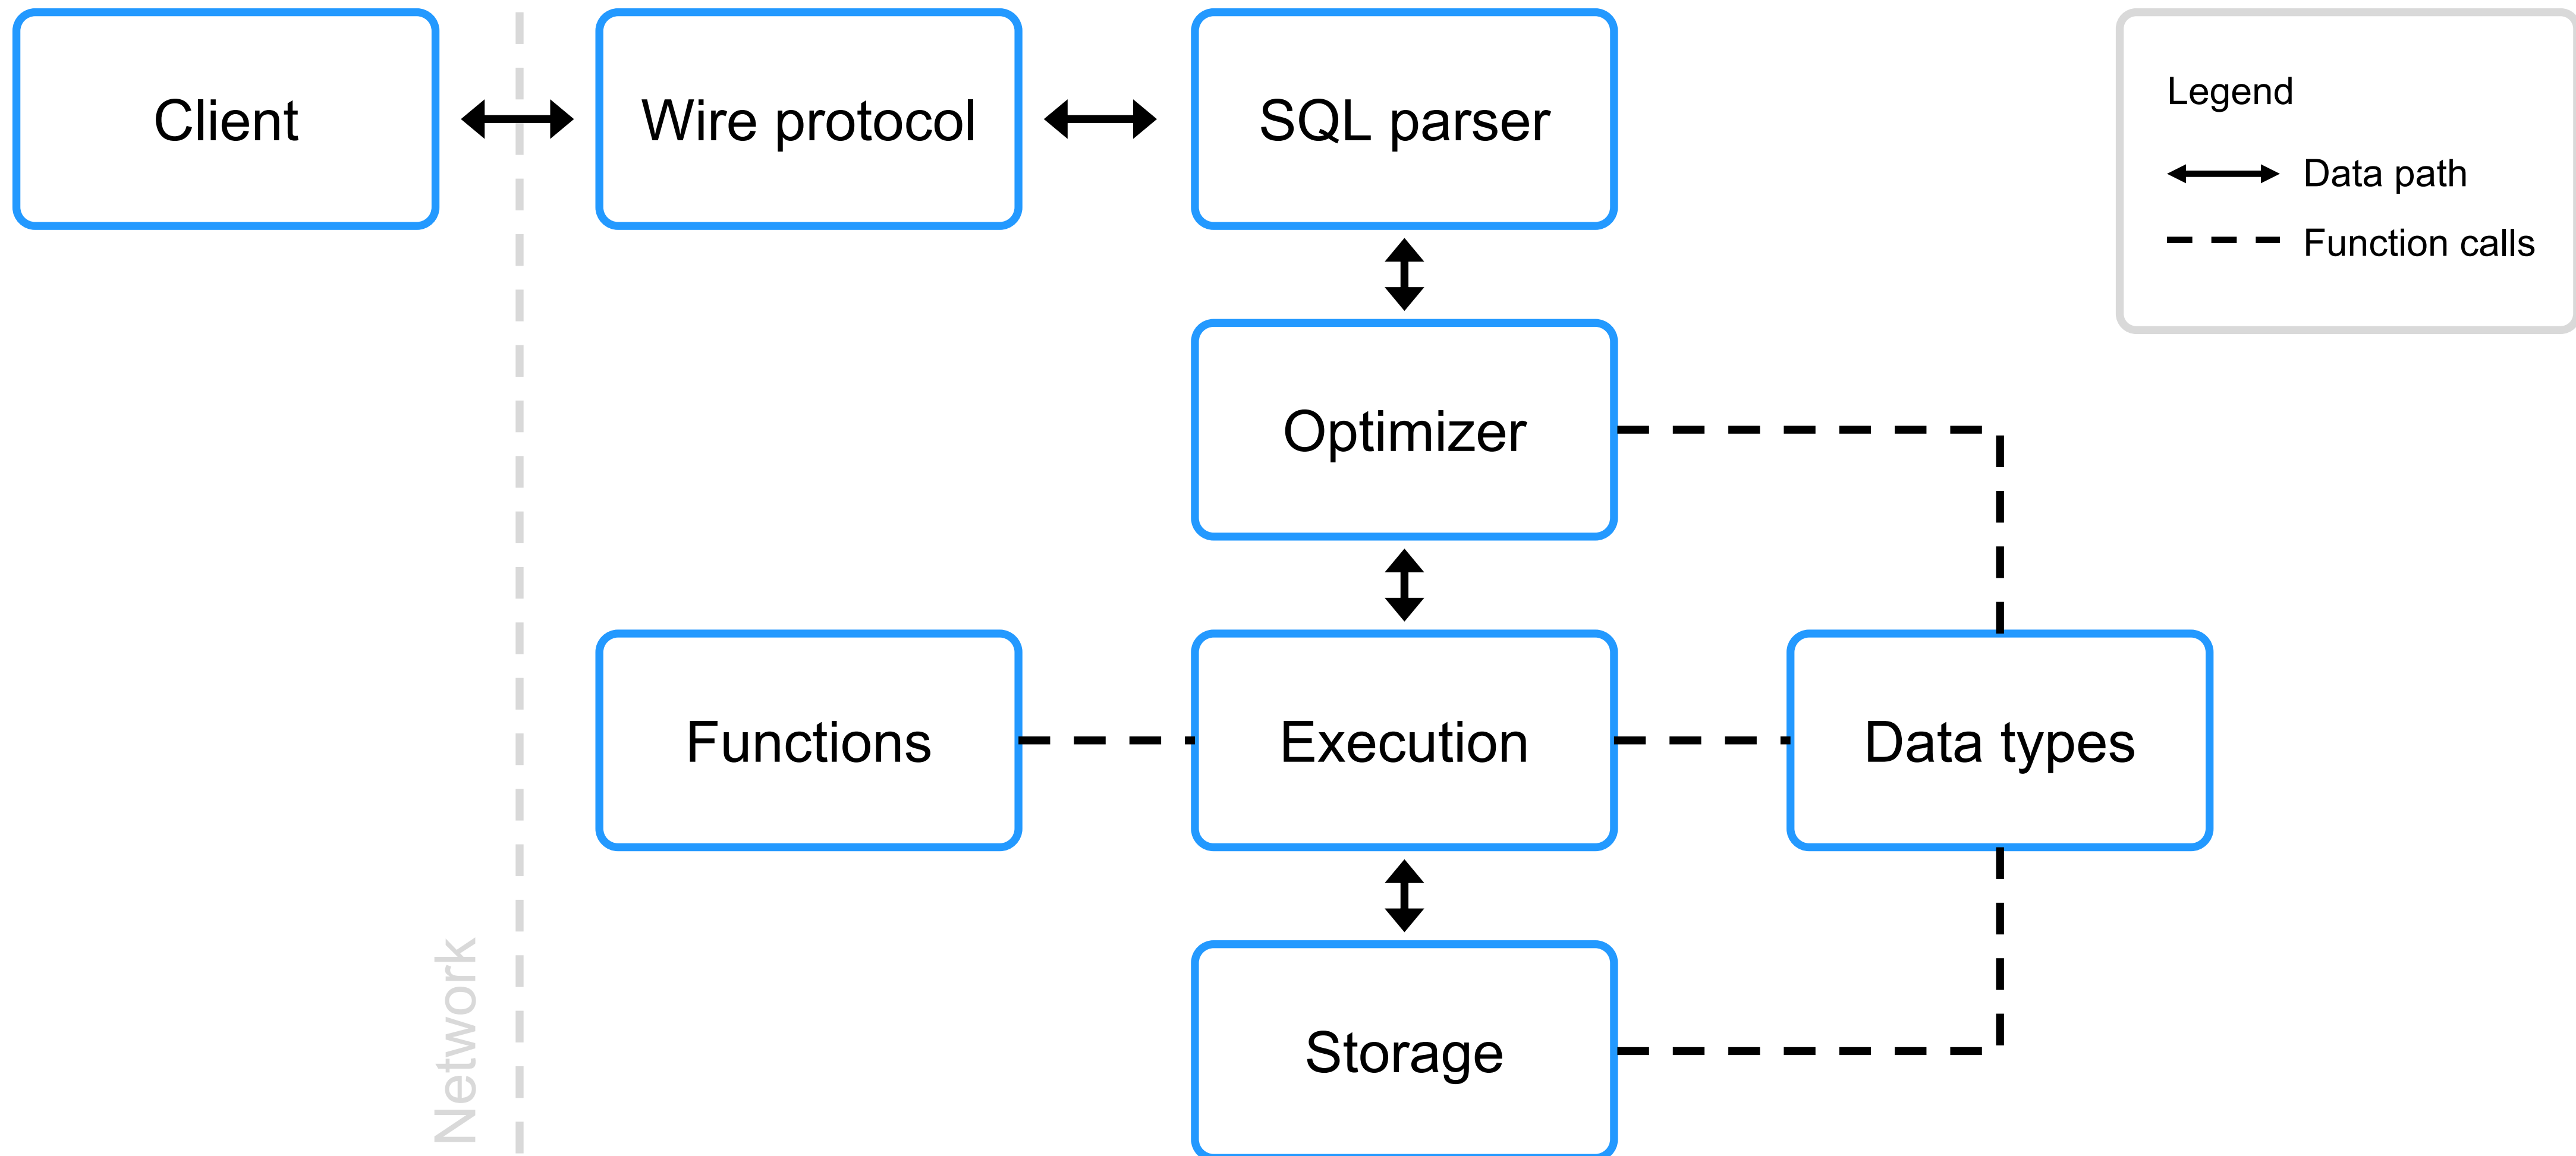 Client
Wire protocol
SQL parser
Legend
Data path
Function calls
Optimizer
Functions
Execution
Data types
Network
Storage